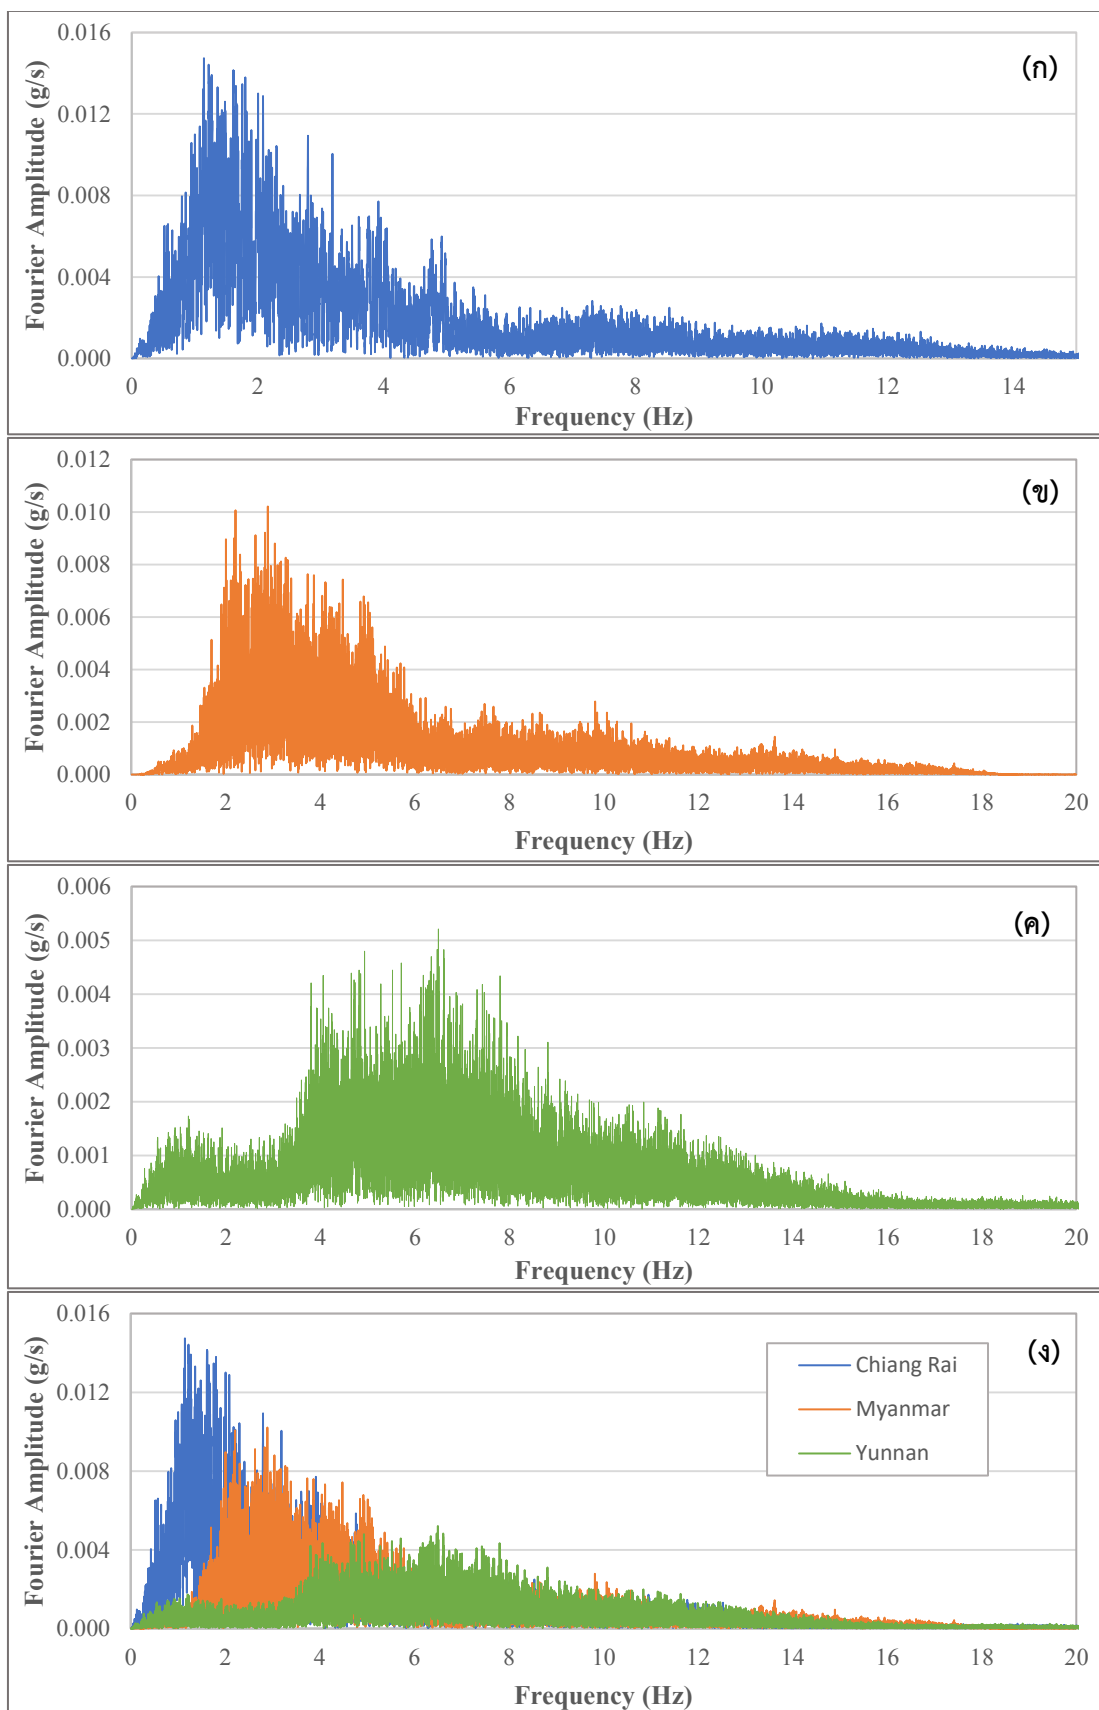 0.016
(ก)
0.012
0.008
0.004
0.000
Fourier Amplitude (g/s)
0 2 4 6 8 10 12 14
Frequency (Hz)
0.012
(ข)
0.010
0.008
0.006
0.004
0.002
0.000
Fourier Amplitude (g/s)
0 2 4 6 8 10 12 14 16 18 20
Frequency (Hz)
0.006
(ค)
0.005
0.004
0.003
0.002
0.001
0.000
Fourier Amplitude (g/s)
0 2 4 6 8 10 12 14 16 18 20
Frequency (Hz)
0.016
(ง)
Chiang Rai
Myanmar
Yunnan
0.012
0.008
0.004
0.000
Fourier Amplitude (g/s)
0 2 4 6 8 10 12 14 16 18 20
Frequency (Hz)